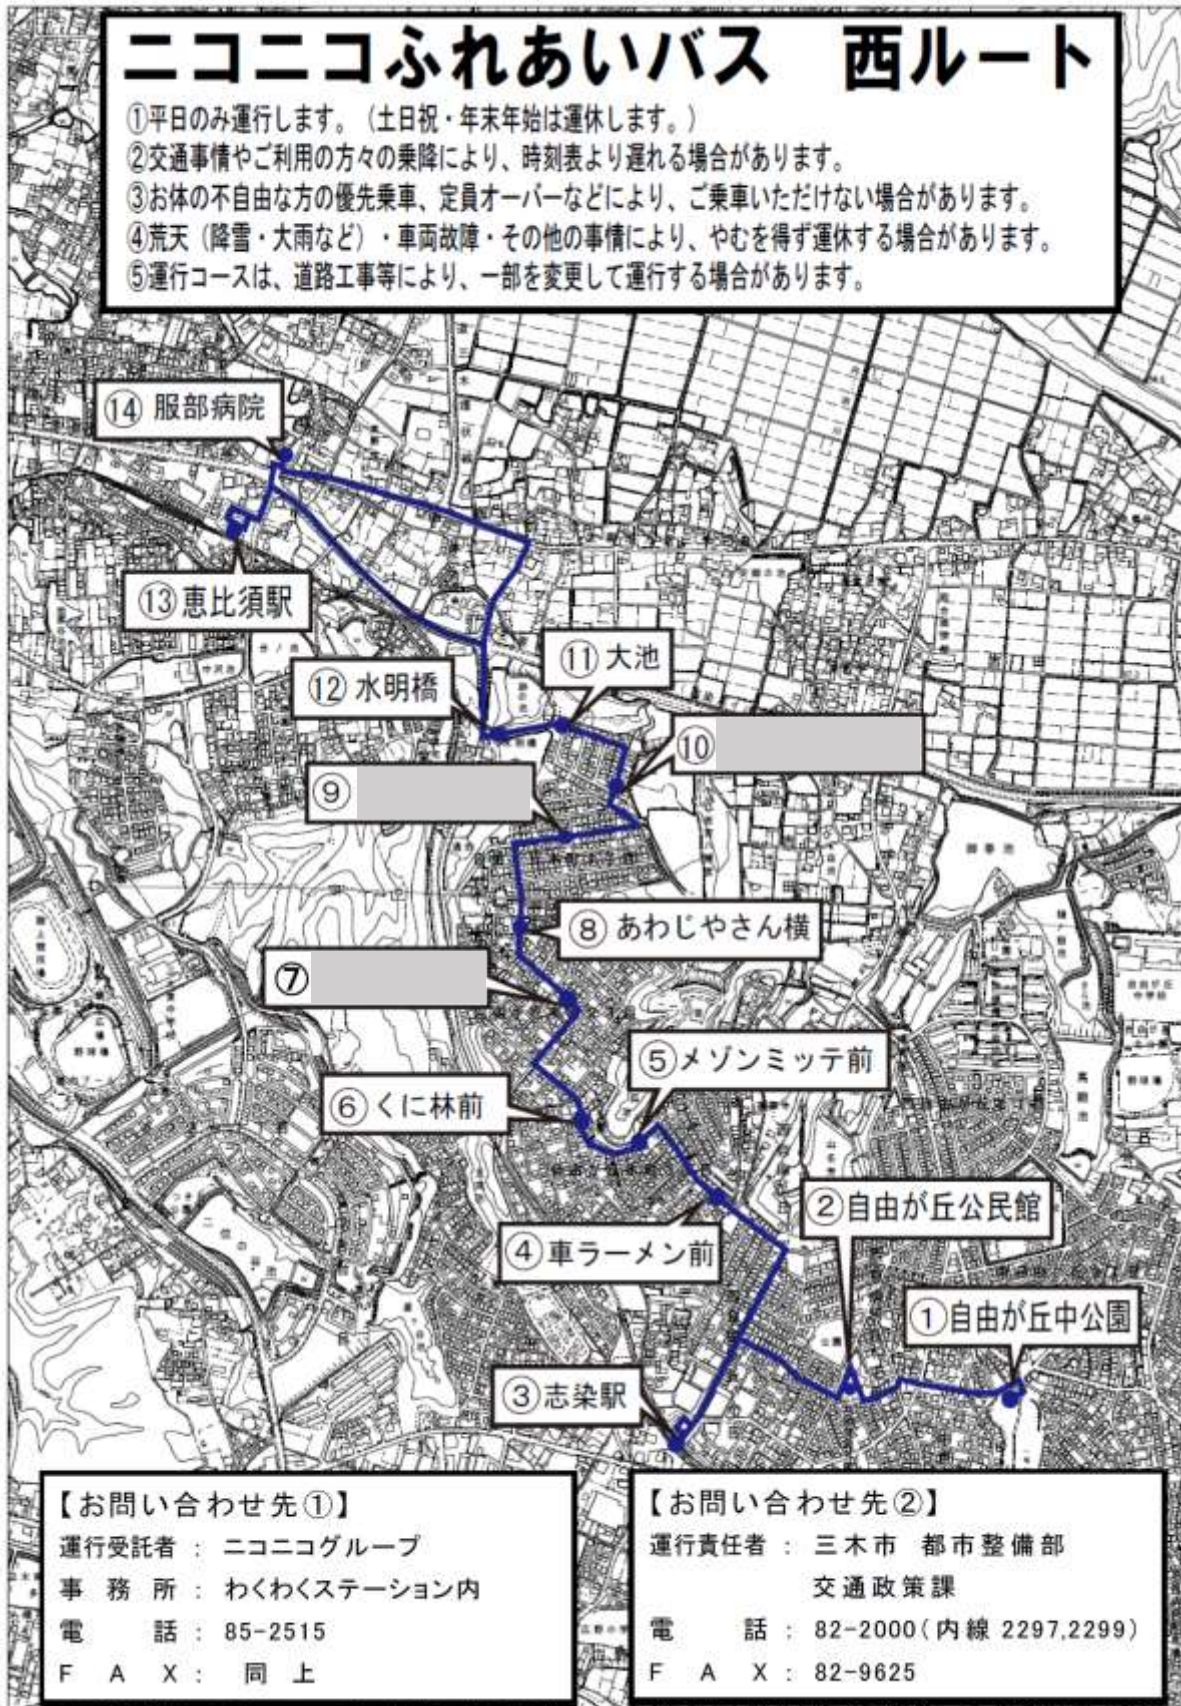 ニコニコふれあいバス　西ルート
①平日のみ運行します。（土日祝・年末年始は運休します。）
②交通事情やご利用の方々の乗降により、時刻表より遅れる場合があります。
③お体の不自由な方の優先乗車、定員オーバーなどにより、ご乗車いただけない場合があります。
④荒天（降雪・大雨など）・車両故障・その他の事情により、やむを得ず運休する場合があります。
⑤運行コースは、道路工事等により、一部を変更して運行する場合があります。
⑭ 服部病院
⑬恵比須駅
⑪ 大池
⑫ 水明橋
⑩
⑨
⑧ あわじやさん横
⑦
⑤メゾンミッテ前
⑥くに林前
②自由が丘公民館
④車ラーメン前
①自由が丘中公園
③志染駅
【お問い合わせ先①】
運行受託者 ： ニコニコグループ
事 務 所 ： わくわくステーション内
電 話 ： 85-2515
F A X ： 同 上
【お問い合わせ先②】
運行責任者 ： 三木市 都市整備部
交通政策課
電 話 ： 82-2000（内線 2297,2299）
F A X ： 82-9625